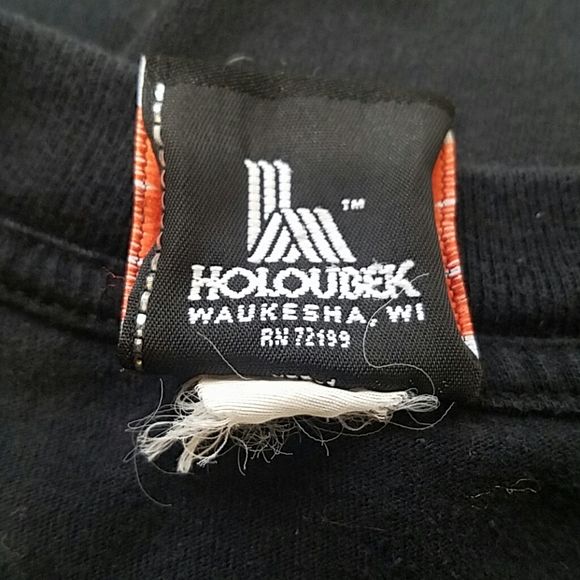 TM
HOLOUBEK
WAUKESHA, WI
RN 72199